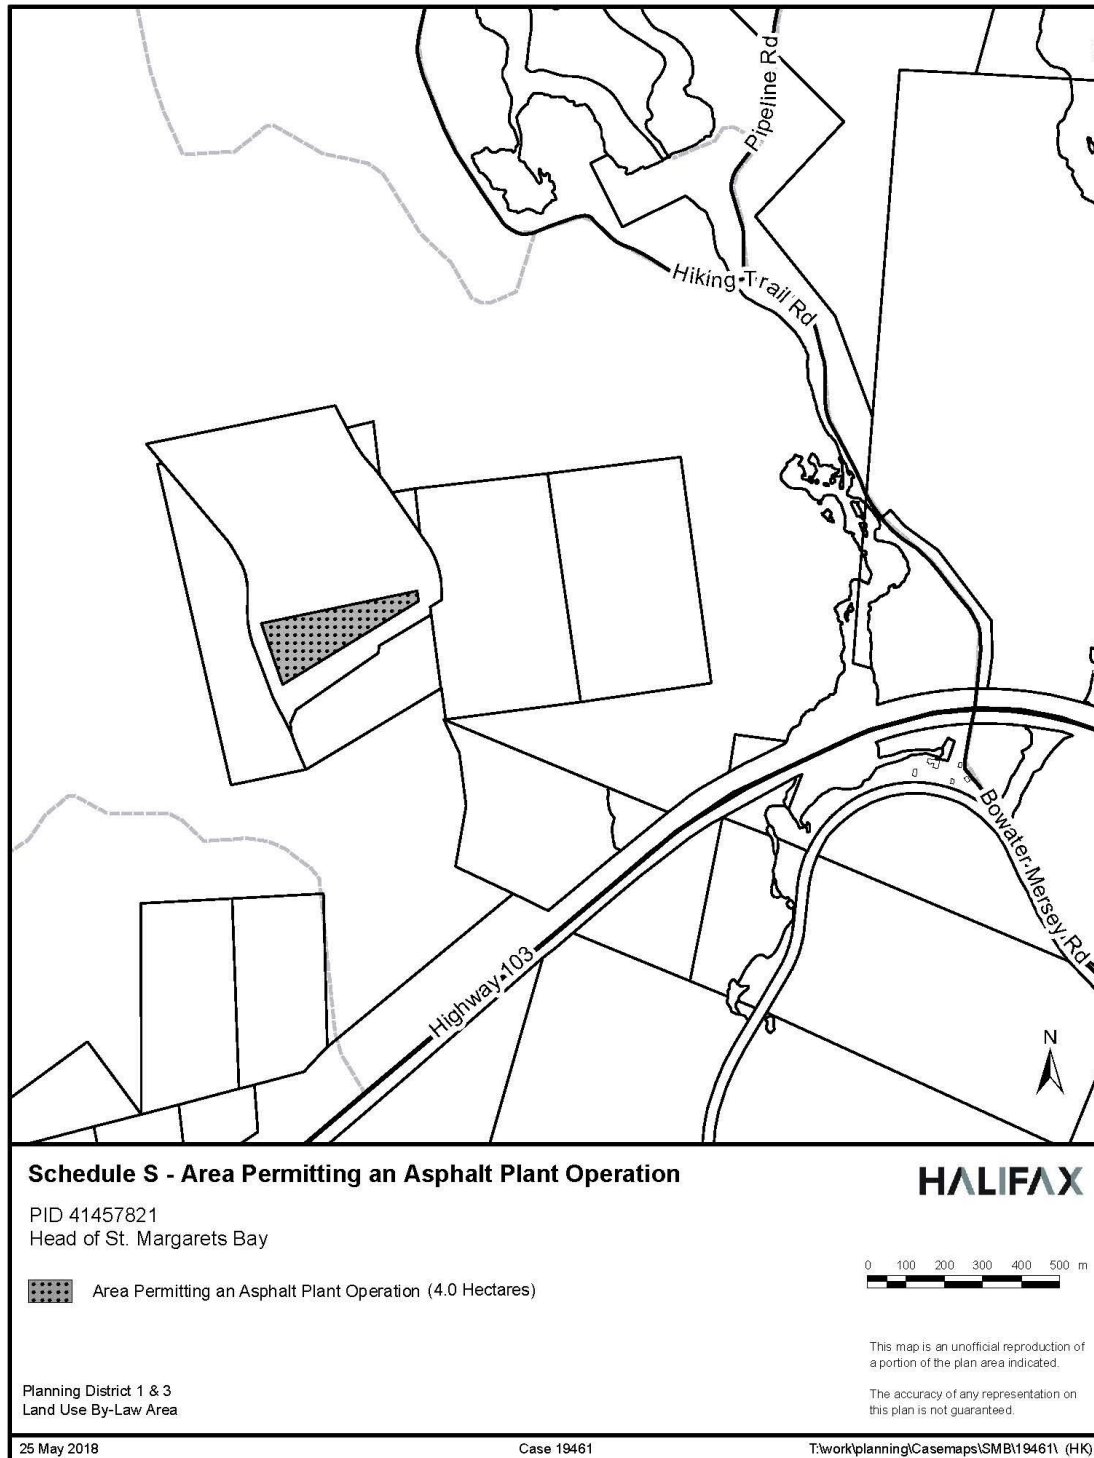 Pipeline Rd
Hiking Trail Rd
Bowater Mersey Rd
Highway 103
N
Schedule S - Area Permitting an Asphalt Plant Operation
HALIFAX
PID 41457821
Head of St. Margarets Bay
0 100 200 300 400 500 m
Area Permitting an Asphalt Plant Operation (4.0 Hectares)
This map is an unofficial reproduction of
a portion of the plan area indicated.
The accuracy of any representation on
this plan is not guaranteed.
Planning District 1 & 3
Land Use By-Law Area
25 May 2018
Case 19461
T:\work\planning\Casemaps\SMB\19461\ (HK)